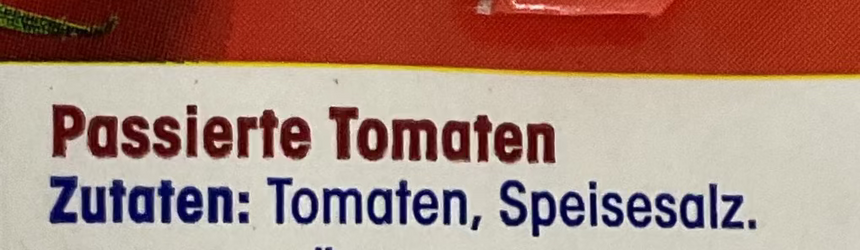 Passierte Tomaten
Zutaten: Tomaten, Speisesalz.